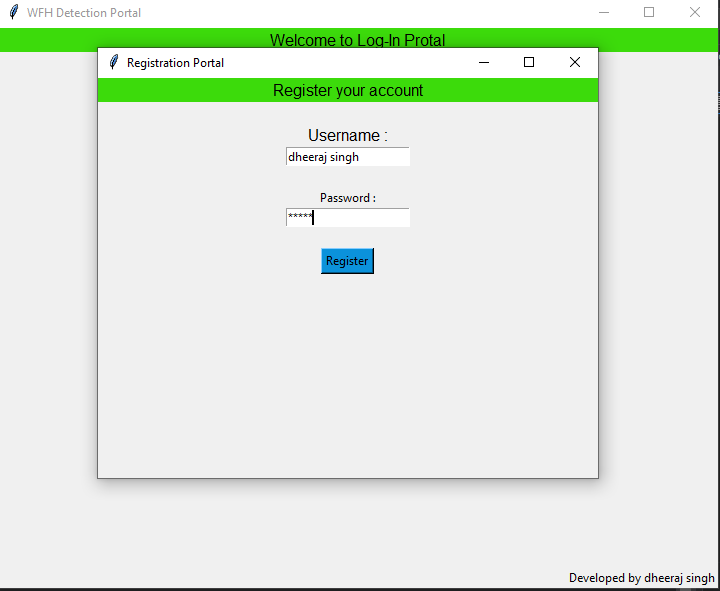 WFH Detection Portal
Welcome to Log-In Protal
Registration Portal
Register your account
Username :
dheeraj singh
Password :
*****
Register
Developed by dheeraj singh